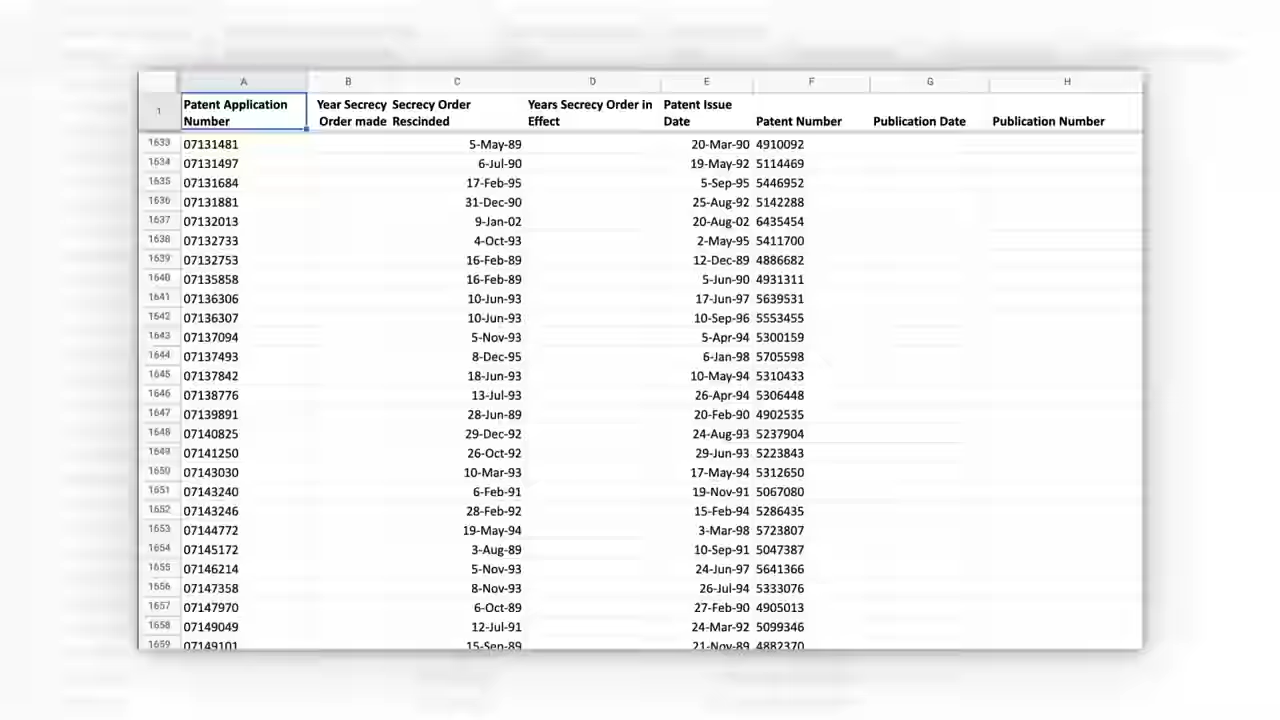 A B C D E F G H
1 Patent Application Number Year Secrecy Order made Secrecy Order Rescinded Years Secrecy Order in Effect Patent Issue Date Patent Number Publication Date Publication Number
1633 07131481 5-May-89 20-Mar-90 4910092
1634 07131497 6-Jul-90 19-May-92 5114469
1635 07131684 17-Feb-95 5-Sep-95 5446952
1636 07131881 31-Dec-90 25-Aug-92 5142288
1637 07132013 9-Jan-02 20-Aug-02 6435454
1638 07132733 4-Oct-93 2-May-95 5411700
1639 07132753 16-Feb-89 12-Dec-89 4886682
1640 07135858 16-Feb-89 5-Jun-90 4931311
1641 07136306 10-Jun-93 17-Jun-97 5639531
1642 07136307 10-Jun-93 10-Sep-96 5553455
1643 07137094 5-Nov-93 5-Apr-94 5300159
1644 07137493 8-Dec-95 6-Jan-98 5705598
1645 07137842 18-Jun-93 10-May-94 5310433
1646 07138776 13-Jul-93 26-Apr-94 5306448
1647 07139891 28-Jun-89 20-Feb-90 4902535
1648 07140825 29-Dec-92 24-Aug-93 5237904
1649 07141250 26-Oct-92 29-Jun-93 5223843
1650 07143030 10-Mar-93 17-May-94 5312650
1651 07143240 6-Feb-91 19-Nov-91 5067080
1652 07143246 28-Feb-92 15-Feb-94 5286435
1653 07144772 19-May-94 3-Mar-98 5723807
1654 07145172 3-Aug-89 10-Sep-91 5047387
1655 07146214 5-Nov-93 24-Jun-97 5641366
1656 07147358 8-Nov-93 26-Jul-94 5333076
1657 07147970 6-Oct-89 27-Feb-90 4905013
1658 07149049 12-Jul-91 24-Mar-92 5099346
1659 07149101 15-Sep-89 21-Nov-89 4882370